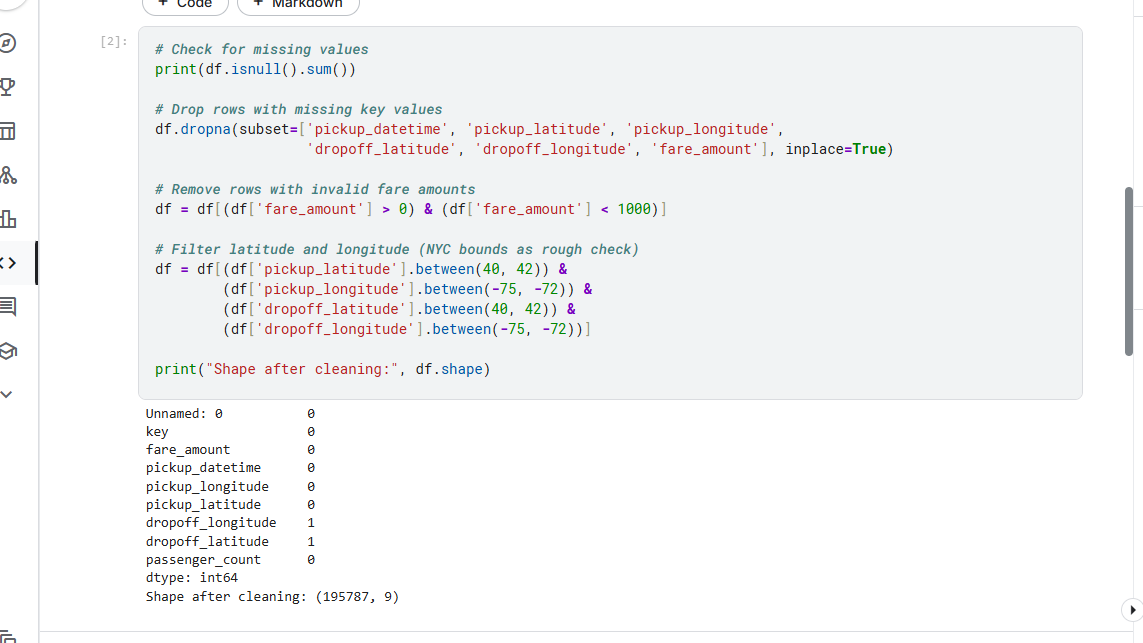 + Code + Markdown
[2]:
# Check for missing values
print(df.isnull().sum())
# Drop rows with missing key values
df.dropna(subset=['pickup_datetime', 'pickup_latitude', 'pickup_longitude',
'dropoff_latitude', 'dropoff_longitude', 'fare_amount'], inplace=True)
# Remove rows with invalid fare amounts
df = df[(df['fare_amount'] > 0) & (df['fare_amount'] < 1000)]
# Filter latitude and longitude (NYC bounds as rough check)
df = df[(df['pickup_latitude'].between(40, 42)) &
(df['pickup_longitude'].between(-75, -72)) &
(df['dropoff_latitude'].between(40, 42)) &
(df['dropoff_longitude'].between(-75, -72))]
print("Shape after cleaning:", df.shape)
Unnamed: 0 0
key 0
fare_amount 0
pickup_datetime 0
pickup_longitude 0
pickup_latitude 0
dropoff_longitude 1
dropoff_latitude 1
passenger_count 0
dtype: int64
Shape after cleaning: (195787, 9)